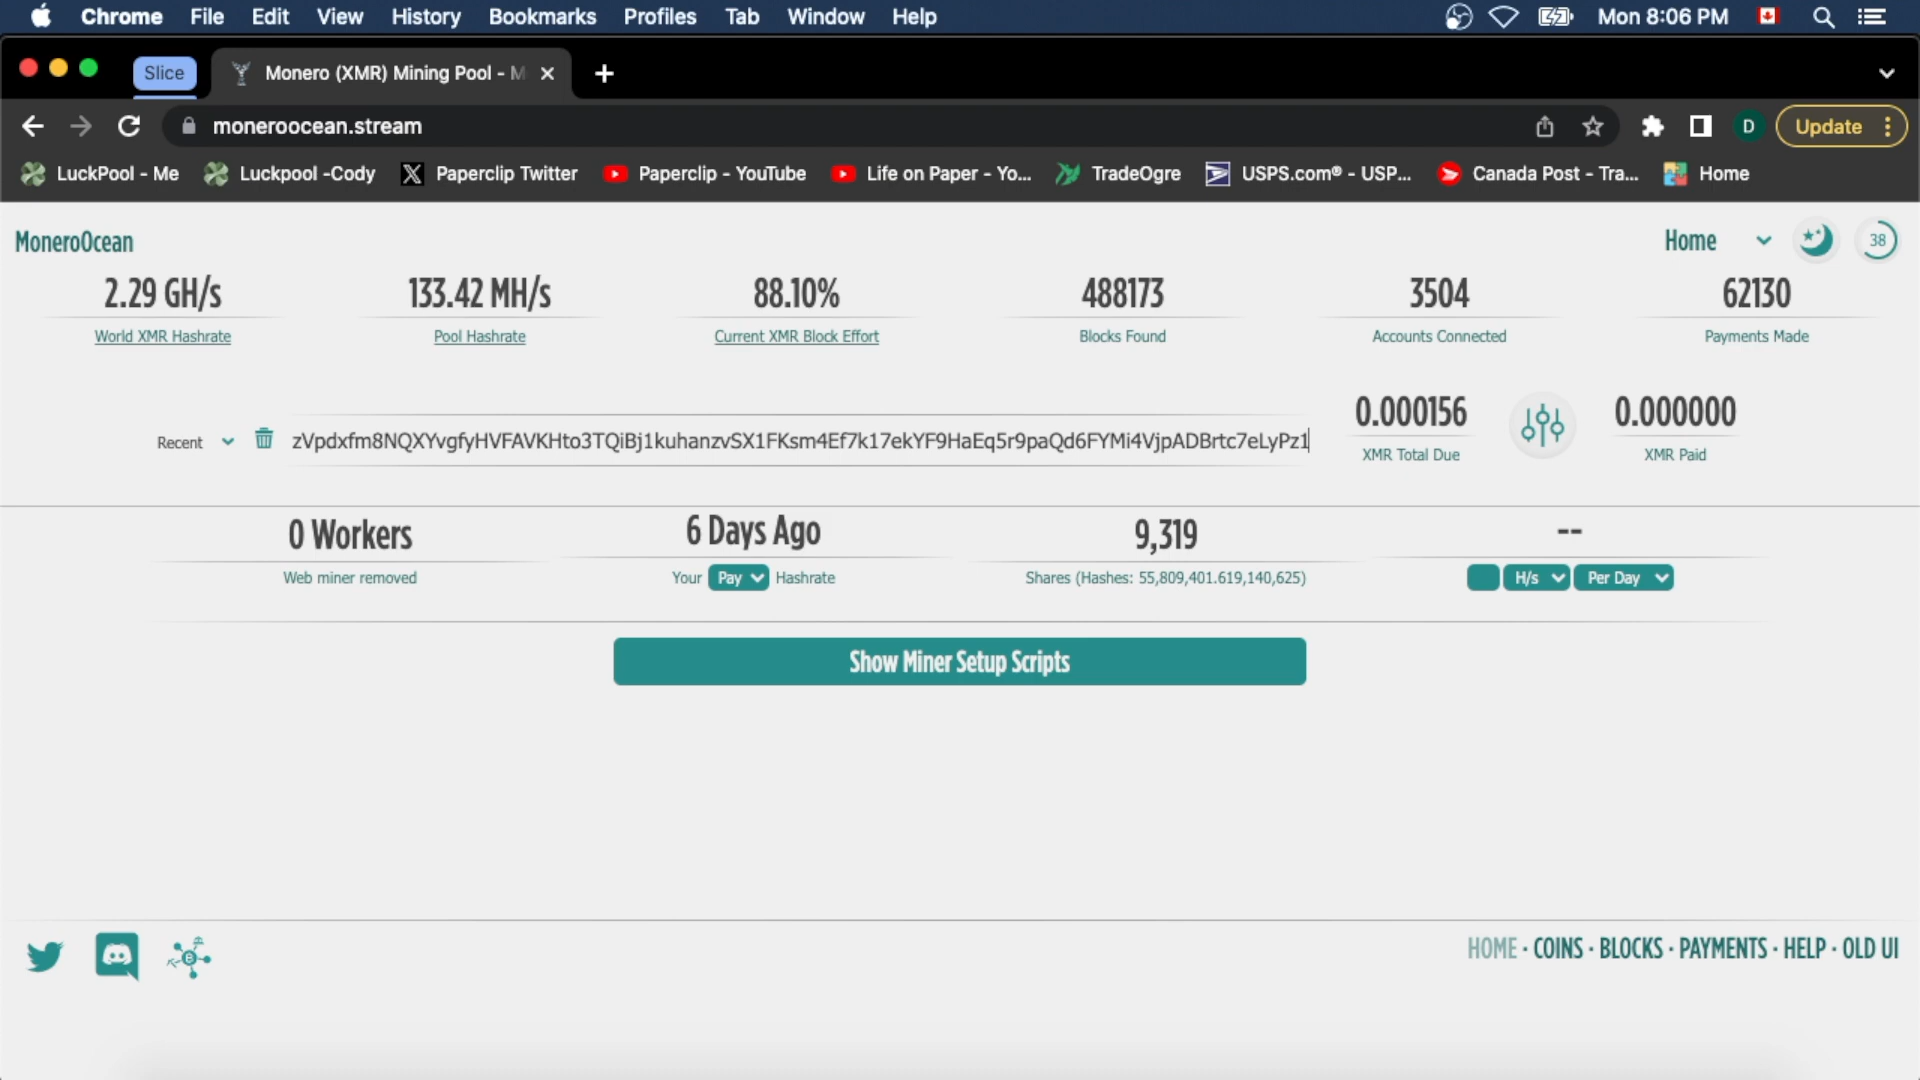 Chrome File Edit View History Bookmarks Profiles Tab Window Help Mon 8:06 PM
Slice Monero (XMR) Mining Pool - M
moneroocean.stream D Update
LuckPool - Me Luckpool -Cody Paperclip Twitter Paperclip - YouTube Life on Paper - Yo... TradeOgre USPS.com® - USP... Canada Post - Tra... Home
MoneroOcean Home 38
2.29 GH/s 133.42 MH/s 88.10% 488173 3504 62130
World XMR Hashrate Pool Hashrate Current XMR Block Effort Blocks Found Accounts Connected Payments Made
0.000156 0.000000
Recent zVpdxfm8NQXYvgfyHVFAVKHto3TQiBj1kuhanzvSX1FKsm4Ef7k17ekYF9HaEq5r9paQd6FYMi4VjpADBrtc7eLyPz1
XMR Total Due XMR Paid
0 Workers 6 Days Ago 9,319 --
Web miner removed Your Pay Hashrate Shares (Hashes: 55,809,401.619,140,625) H/s Per Day
Show Miner Setup Scripts
HOME · COINS · BLOCKS · PAYMENTS · HELP · OLD UI